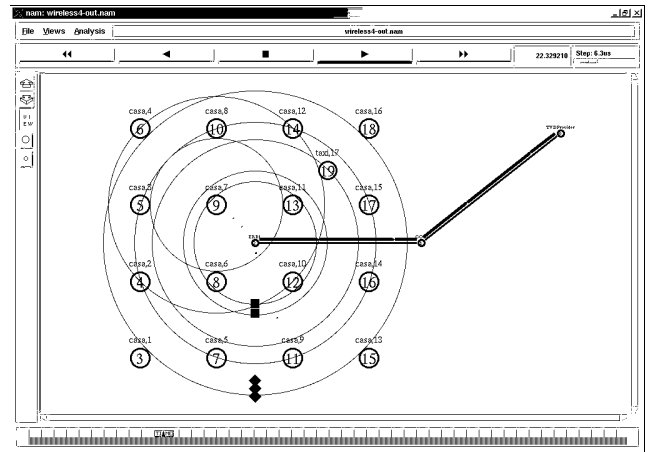 nam: wireless4-out.nam
File Views Analysis wireless4-out.nam
22.329210 Step: 6.3us
VIEW
casa,4 casa,8 casa,12 casa,16
6 10 14 18
taxi,17
19
casa,3 casa,7 casa,11 casa,15
5 9 13 17
casa,2 casa,6 casa,10 casa,14
4 8 12 16
casa,1 casa,5 casa,9 casa,13
3 7 11 15